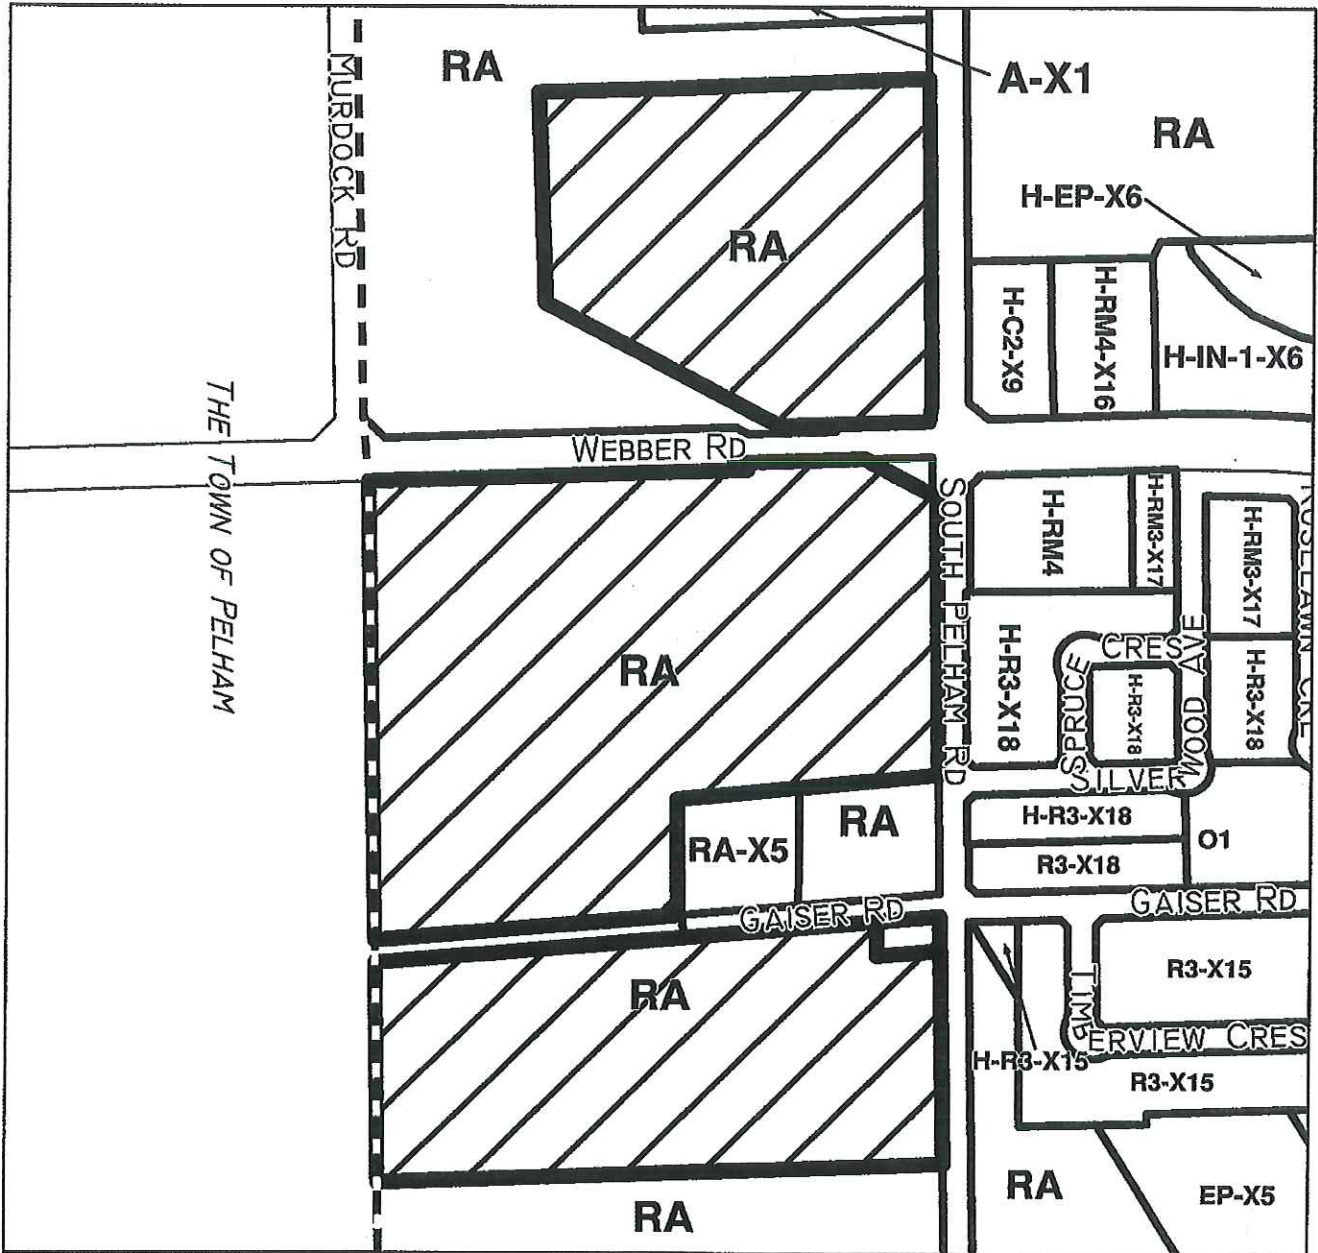 RA
A-X1
RA
MURDOCK RD
H-EP-X6
RA
H-C2-X9
H-RM4-X16
H-IN-1-X6
THE TOWN OF PELHAM
WEBBER RD
SOUTH PELHAM RD
H-RM4
H-RM3-X17
H-RM3-X17
RA
H-R3-X18
SPRUCE CRES
H-R3-X18
SILVERWOOD AVE
H-R3-X18
RA-X5
RA
H-R3-X18
R3-X18
O1
GAISER RD
GAISER RD
RA
R3-X15
TIMBERVIEW CRES
H-R3-X15
R3-X15
RA
RA
EP-X5